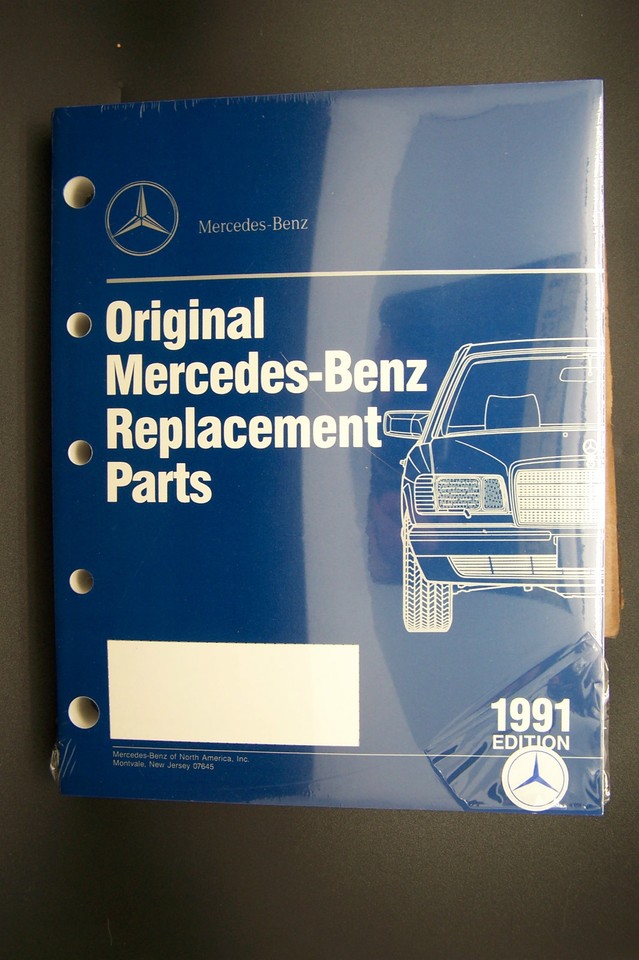 Mercedes-Benz
Original
Mercedes-Benz
Replacement
Parts
1991
EDITION
Mercedes-Benz of North America, Inc.
Montvale, New Jersey 07645